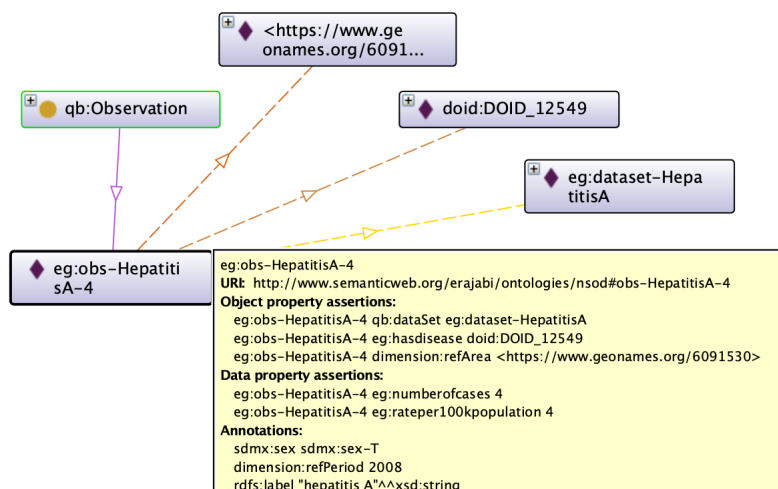 <https://www.ge
onames.org/6091...
qb:Observation
doid:DOID_12549
eg:dataset-Hepa
titisA
eg:obs-Hepatiti
sA-4
eg:obs-HepatitisA-4
URI: http://www.semanticweb.org/erajabi/ontologies/nsod#obs-HepatitisA-4
Object property assertions:
eg:obs-HepatitisA-4 qb:dataSet eg:dataset-HepatitisA
eg:obs-HepatitisA-4 eg:hasdisease doid:DOID_12549
eg:obs-HepatitisA-4 dimension:refArea <https://www.geonames.org/6091530>
Data property assertions:
eg:obs-HepatitisA-4 eg:numberofcases 4
eg:obs-HepatitisA-4 eg:rateper100kpopulation 4
Annotations:
sdmx:sex sdmx:sex-T
dimension:refPeriod 2008
rdfs:label "hepatitis A"^^xsd:string